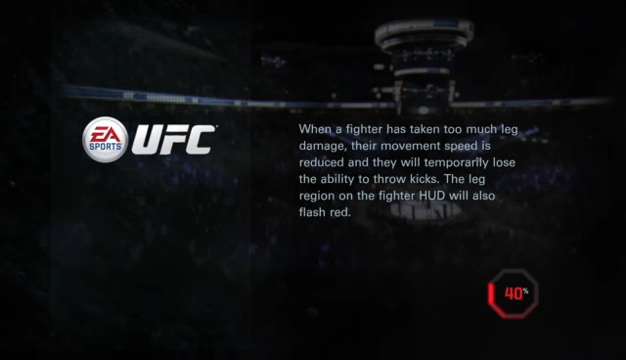 EA
SPORTS
UFC
When a fighter has taken too much leg
damage, their movement speed is
reduced and they will temporarily lose
the ability to throw kicks. The leg
region on the fighter HUD will also
flash red.
40%